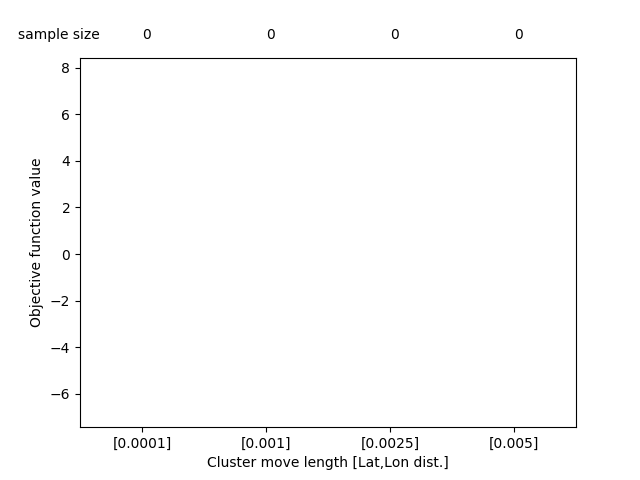 sample size 0 0 0 0
8
6
4
2
0
−2
−4
−6
Objective function value
[0.0001] [0.001] [0.0025] [0.005]
Cluster move length [Lat,Lon dist.]